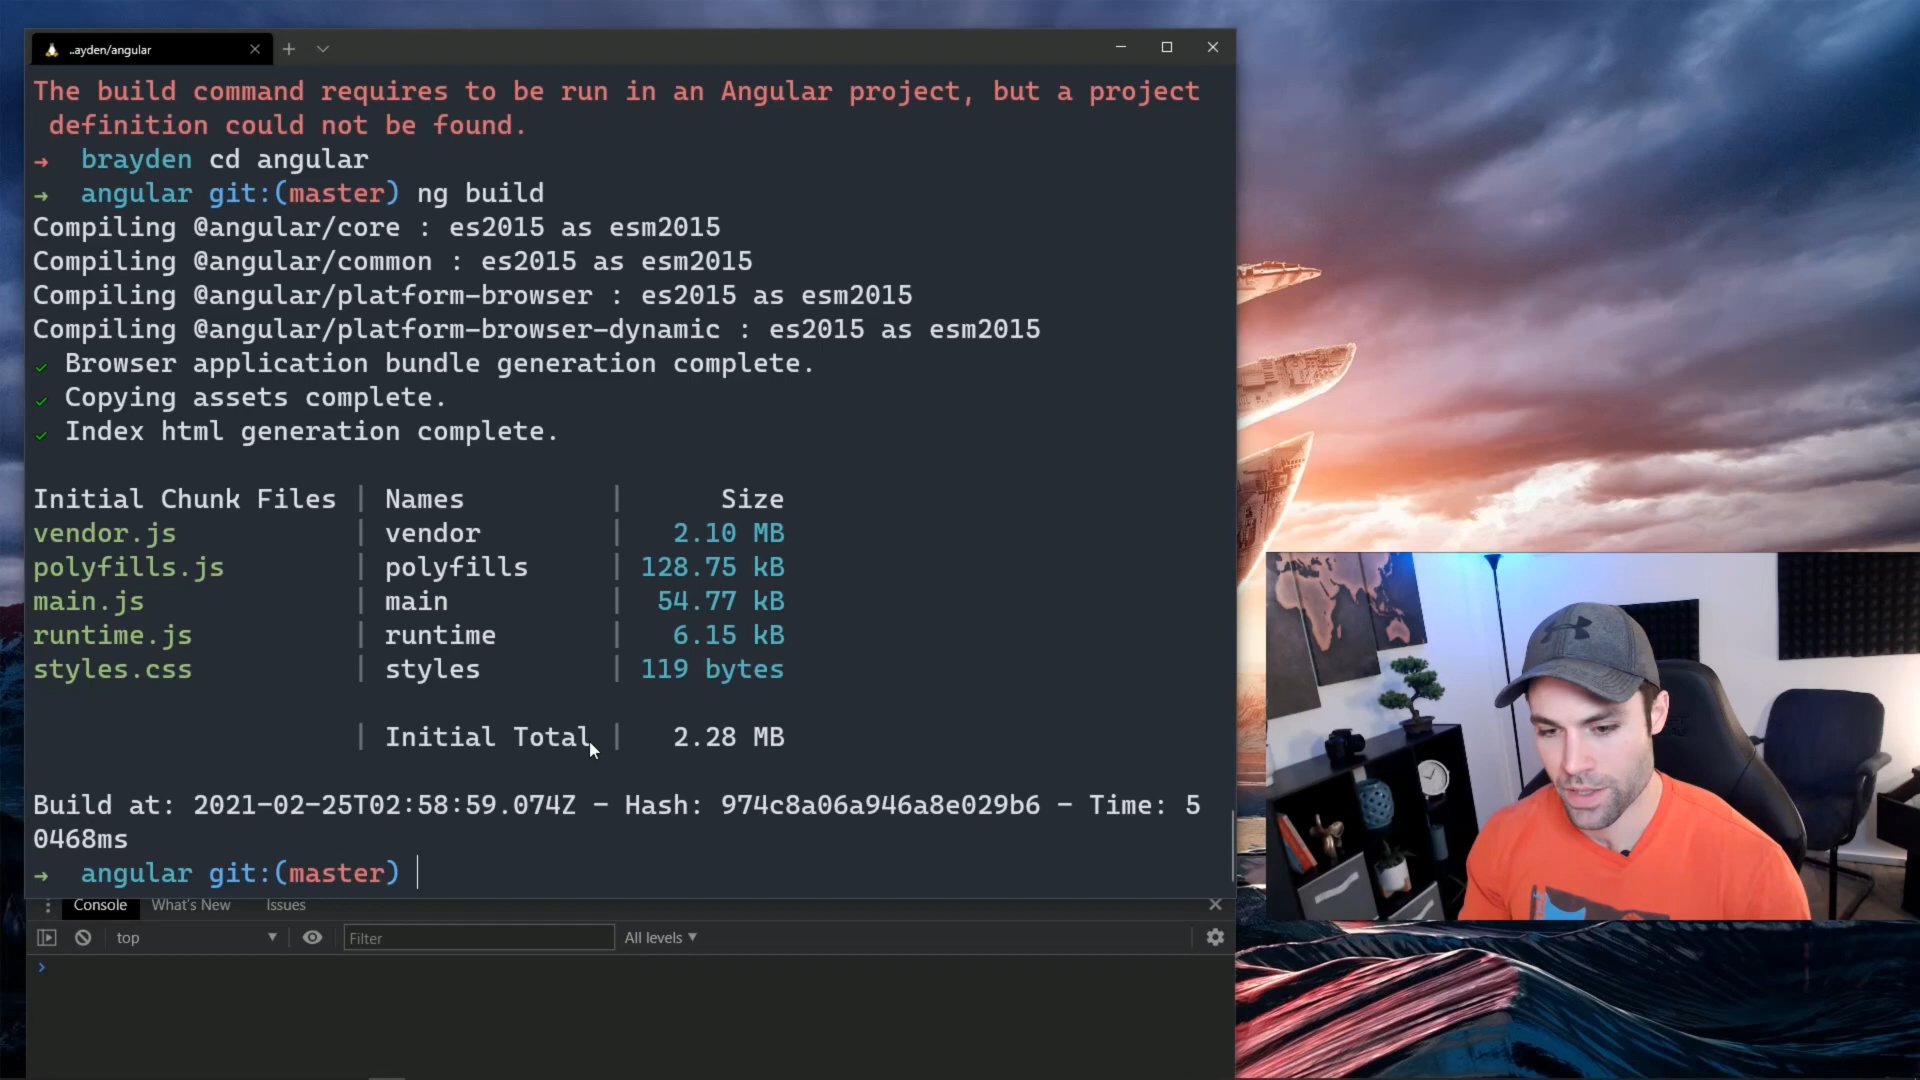 ..ayden/angular
The build command requires to be run in an Angular project, but a project
definition could not be found.
→ brayden cd angular
→ angular git:(master) ng build
Compiling @angular/core : es2015 as esm2015
Compiling @angular/common : es2015 as esm2015
Compiling @angular/platform-browser : es2015 as esm2015
Compiling @angular/platform-browser-dynamic : es2015 as esm2015
✓ Browser application bundle generation complete.
✓ Copying assets complete.
✓ Index html generation complete.
Initial Chunk Files | Names | Size
vendor.js | vendor | 2.10 MB
polyfills.js | polyfills | 128.75 kB
main.js | main | 54.77 kB
runtime.js | runtime | 6.15 kB
styles.css | styles | 119 bytes
| Initial Total | 2.28 MB
Build at: 2021-02-25T02:58:59.074Z - Hash: 974c8a06a946a8e029b6 - Time: 5
0468ms
→ angular git:(master)
Console What's New Issues
top Filter All levels